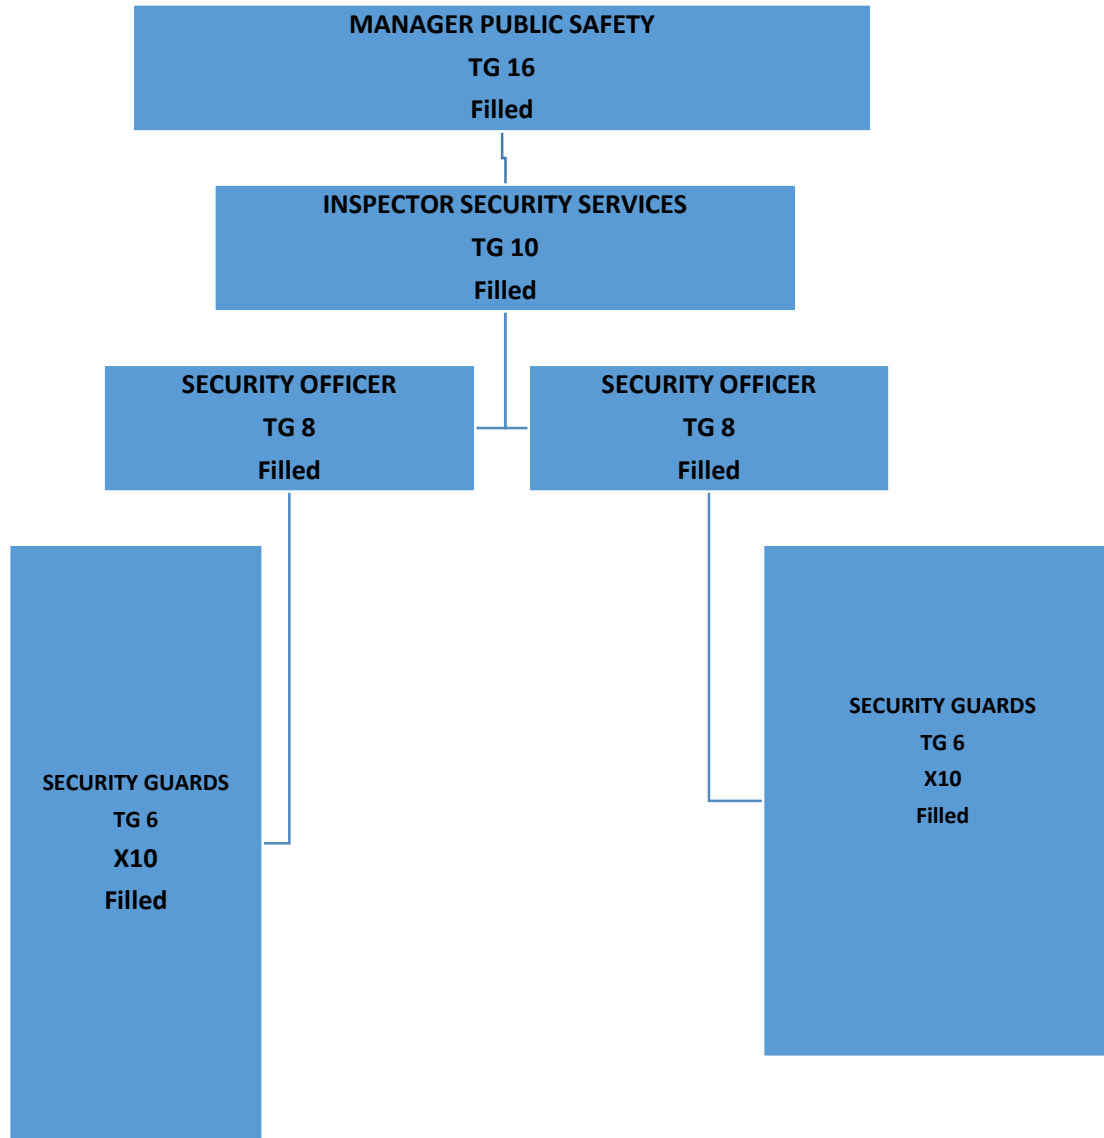 MANAGER PUBLIC SAFETY
TG 16
Filled
INSPECTOR SECURITY SERVICES
TG 10
Filled
SECURITY OFFICER
TG 8
Filled
SECURITY OFFICER
TG 8
Filled
SECURITY GUARDS
TG 6
X10
Filled
SECURITY GUARDS
TG 6
X10
Filled